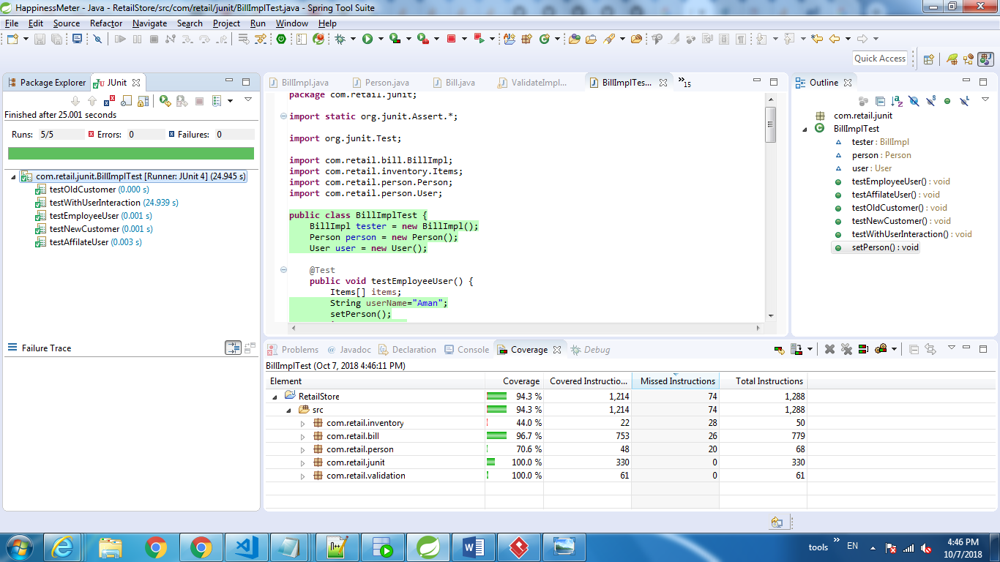 HappinessMeter - Java - RetailStore/src/com/retail/junit/BillImplTest.java - Spring Tool Suite
File Edit Source Refactor Navigate Search Project Run Window Help
Quick Access
Package Explorer JUnit
Finished after 25.001 seconds
Runs: 5/5 Errors: 0 Failures: 0
com.retail.junit.BillImplTest [Runner: JUnit 4] (24.945 s)
testOldCustomer (0.000 s)
testWithUserInteraction (24.939 s)
testEmployeeUser (0.001 s)
testNewCustomer (0.001 s)
testAffilateUser (0.003 s)
Failure Trace
BillImpl.java Person.java Bill.java ValidateImpl... BillImplTes... »15
package com.retail.junit;
import static org.junit.Assert.*;
import org.junit.Test;
import com.retail.bill.BillImpl;
import com.retail.inventory.Items;
import com.retail.person.Person;
import com.retail.person.User;
public class BillImplTest {
BillImpl tester = new BillImpl();
Person person = new Person();
User user = new User();
@Test
public void testEmployeeUser() {
Items[] items;
String userName="Aman";
setPerson();
Outline
com.retail.junit
BillImplTest
tester : BillImpl
person : Person
user : User
testEmployeeUser() : void
testAffilateUser() : void
testOldCustomer() : void
testNewCustomer() : void
testWithUserInteraction() : void
setPerson() : void
Problems @ Javadoc Declaration Console Coverage Debug
BillImplTest (Oct 7, 2018 4:46:11 PM)
Element Coverage Covered Instructio... Missed Instructions Total Instructions
RetailStore 94.3 % 1,214 74 1,288
src 94.3 % 1,214 74 1,288
com.retail.inventory 44.0 % 22 28 50
com.retail.bill 96.7 % 753 26 779
com.retail.person 70.6 % 48 20 68
com.retail.junit 100.0 % 330 0 330
com.retail.validation 100.0 % 61 0 61
tools » EN 4:46 PM
10/7/2018